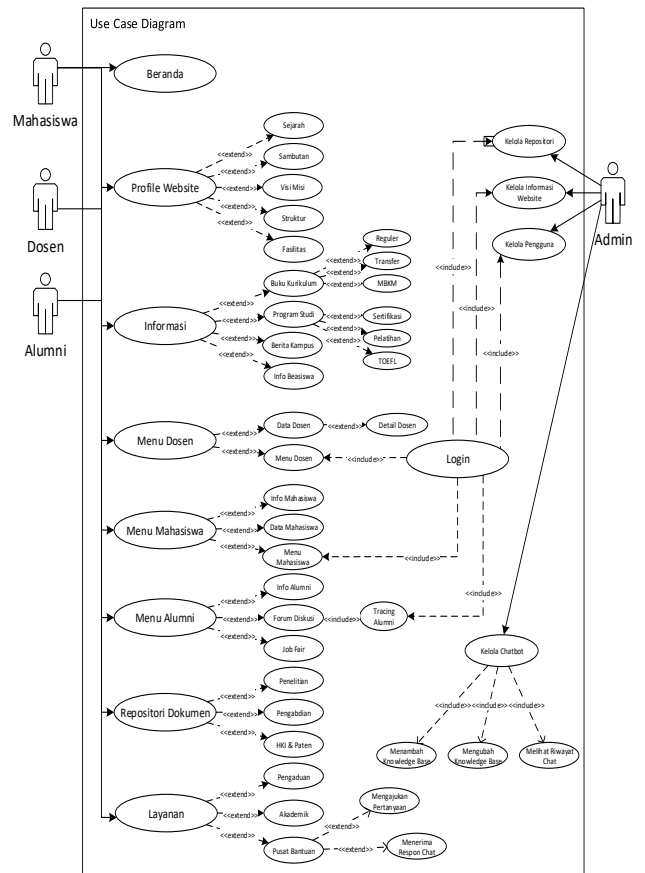 Use Case Diagram
Mahasiswa
Dosen
Alumni
Admin
Beranda
Profile Website
<<extend>>
<<extend>>
<<extend>>
<<extend>>
<<extend>>
Sejarah
Sambutan
Visi Misi
Struktur
Fasilitas
Informasi
<<extend>>
<<extend>>
<<extend>>
<<extend>>
Buku Kurikulum
Program Studi
Berita Kampus
Info Beasiswa
<<extend>>
<<extend>>
<<extend>>
Reguler
Transfer
MBKM
<<extend>>
<<extend>>
<<extend>>
Sertifikasi
Pelatihan
TOEFL
Menu Dosen
<<extend>>
<<extend>>
Data Dosen
<<extend>>
Detail Dosen
Menu Dosen
<<include>>
Login
Menu Mahasiswa
<<extend>>
<<extend>>
<<extend>>
Info Mahasiswa
Data Mahasiswa
Menu
Mahasiswa
<<include>>
Menu Alumni
<<extend>>
<<extend>>
<<extend>>
Info Alumni
Forum Diskusi
Job Fair
<<include>>
Tracing
Alumni
<<include>>
Repositori Dokumen
<<extend>>
<<extend>>
<<extend>>
Penelitian
Pengabdian
HKI & Paten
Layanan
<<extend>>
<<extend>>
<<extend>>
Pengaduan
Akademik
Pusat Bantuan
<<extend>>
<<extend>>
Mengajukan
Pertanyaan
Menerima
Respon Chat
Kelola Repositori
Kelola Informasi
Website
Kelola Pengguna
<<include>>
<<include>>
<<include>>
Kelola Chatbot
<<include>>
<<include>>
<<include>>
Menambah
Knowledge Base
Mengubah
Knowledge Base
Melihat Riwayat
Chat